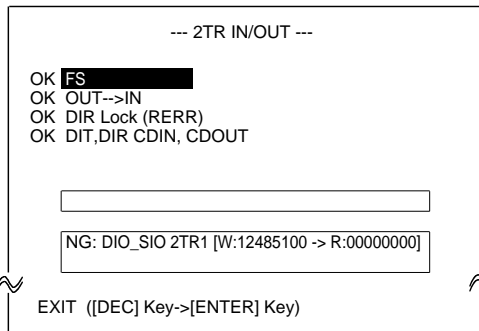 --- 2TR IN/OUT ---
OK FS
OK OUT-->IN
OK DIR Lock (RERR)
OK DIT,DIR CDIN, CDOUT
NG: DIO_SIO 2TR1 [W:12485100 -> R:00000000]
EXIT ([DEC] Key->[ENTER] Key)